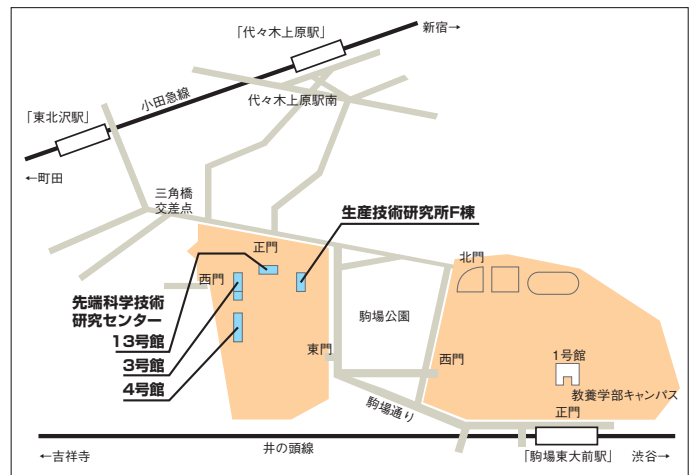 「代々木上原駅」
新宿→
小田急線
代々木上原駅南
「東北沢駅」
←町田
三角橋
交差点
生産技術研究所F棟
正門
北門
西門
先端科学技術
研究センター
13号館
3号館
4号館
駒場公園
東門
西門
1号館
教養学部キャンパス
駒場通り
正門
井の頭線
←吉祥寺
「駒場東大前駅」
渋谷→